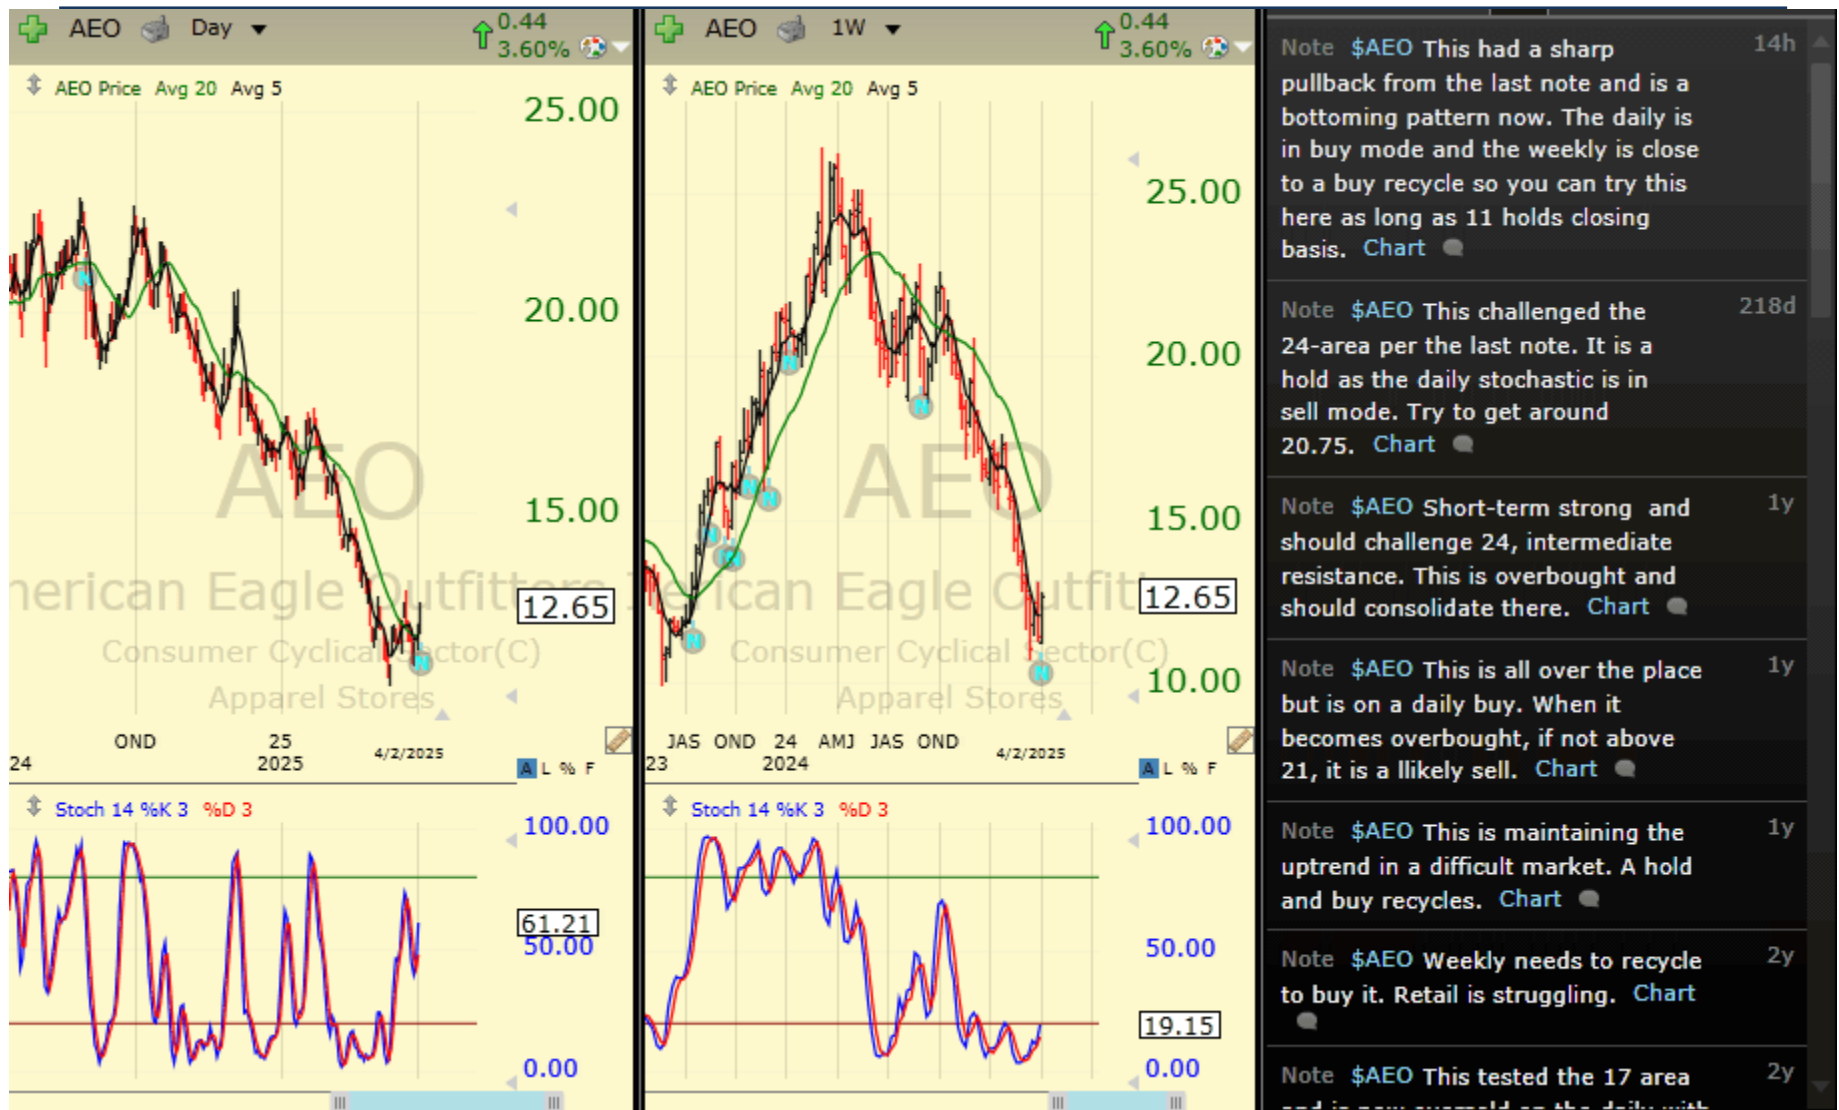 AEO Day 0.44
3.60%
AEO Price Avg 20 Avg 5
25.00
20.00
15.00
12.65
AEO
merican Eagle Outfitters I
Consumer Cyclical Sector(C)
Apparel Stores
N
N
OND 25 4/2/2025
24 2025
A L % F
Stoch 14 %K 3 %D 3
100.00
61.21
50.00
0.00
AEO 1W 0.44
3.60%
AEO Price Avg 20 Avg 5
25.00
20.00
15.00
12.65
10.00
AEO
rican Eagle Outfitt
Consumer Cyclical Sector(C)
Apparel Stores
N
N
N
N
N
N
N
N
N
JAS OND 24 AMJ JAS OND 4/2/2025
23 2024
A L % F
Stoch 14 %K 3 %D 3
100.00
50.00
19.15
0.00
Note $AEO This had a sharp 14h
pullback from the last note and is a
bottoming pattern now. The daily is
in buy mode and the weekly is close
to a buy recycle so you can try this
here as long as 11 holds closing
basis. Chart
Note $AEO This challenged the 218d
24-area per the last note. It is a
hold as the daily stochastic is in
sell mode. Try to get around
20.75. Chart
Note $AEO Short-term strong and 1y
should challenge 24, intermediate
resistance. This is overbought and
should consolidate there. Chart
Note $AEO This is all over the place 1y
but is on a daily buy. When it
becomes overbought, if not above
21, it is a llikely sell. Chart
Note $AEO This is maintaining the 1y
uptrend in a difficult market. A hold
and buy recycles. Chart
Note $AEO Weekly needs to recycle 2y
to buy it. Retail is struggling. Chart
Note $AEO This tested the 17 area 2y